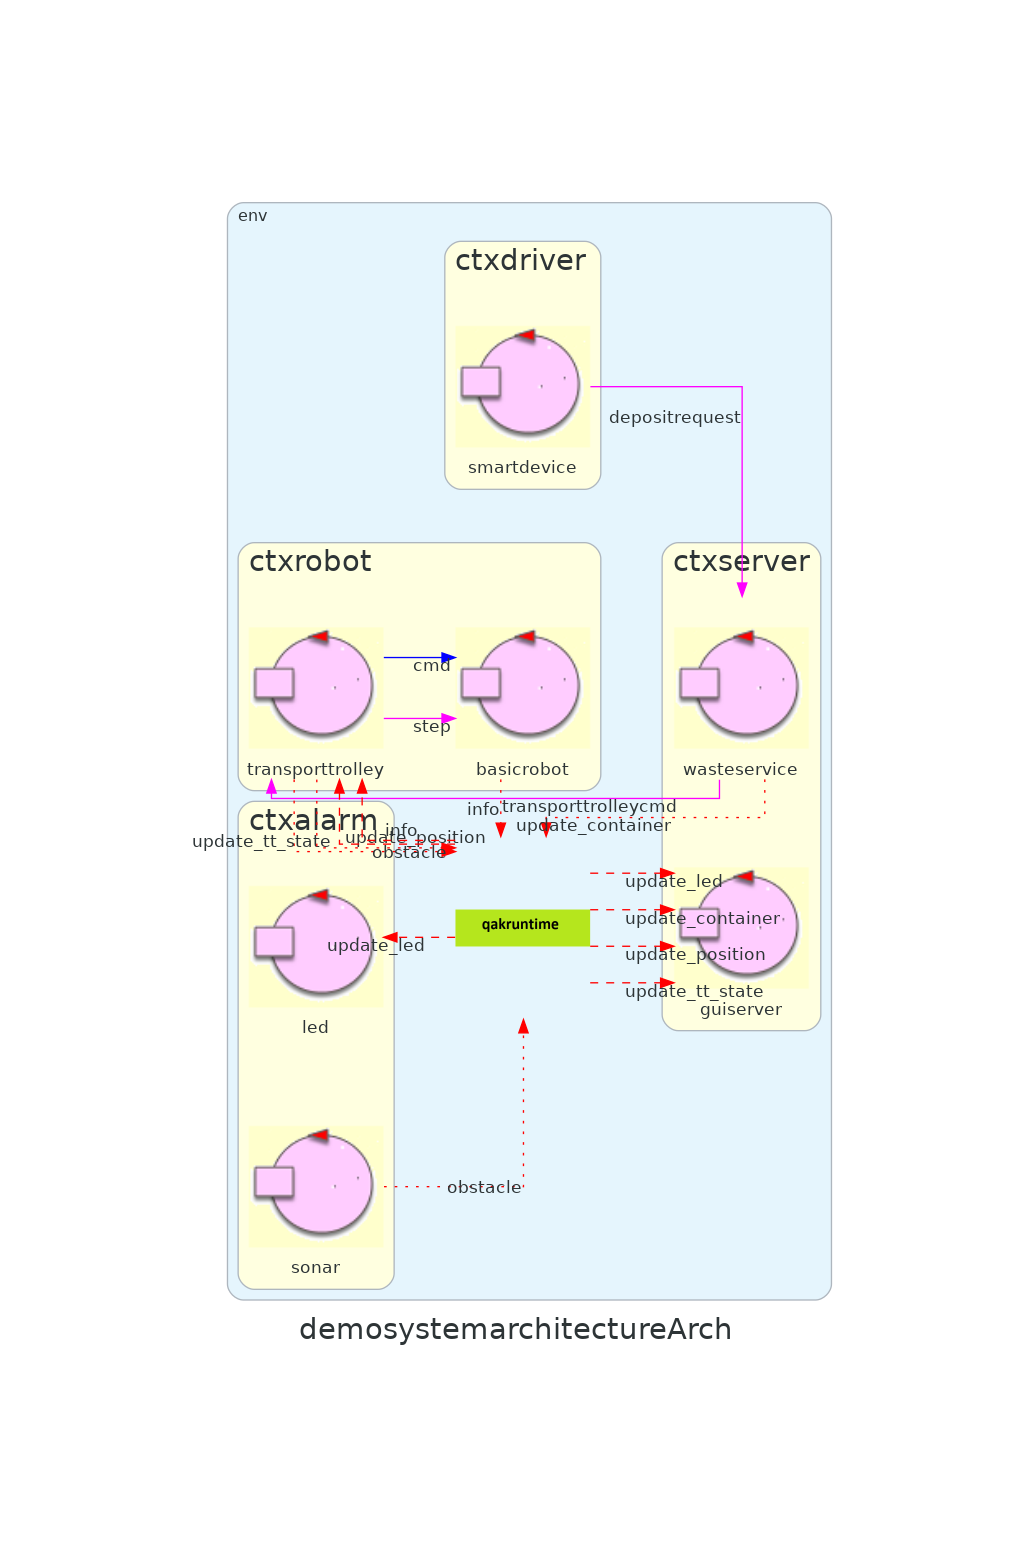 env
ctxdriver
depositrequest
smartdevice
ctxrobot
ctxserver
cmd
step
transporttrolley
basicrobot
wasteservice
info
transporttrolleycmd
ctxalarm
update_container
info
update_tt_state
update_position
obstacle
update_led
update_container
qakruntime
update_led
update_position
update_tt_state
guiserver
led
obstacle
sonar
demosystemarchitectureArch